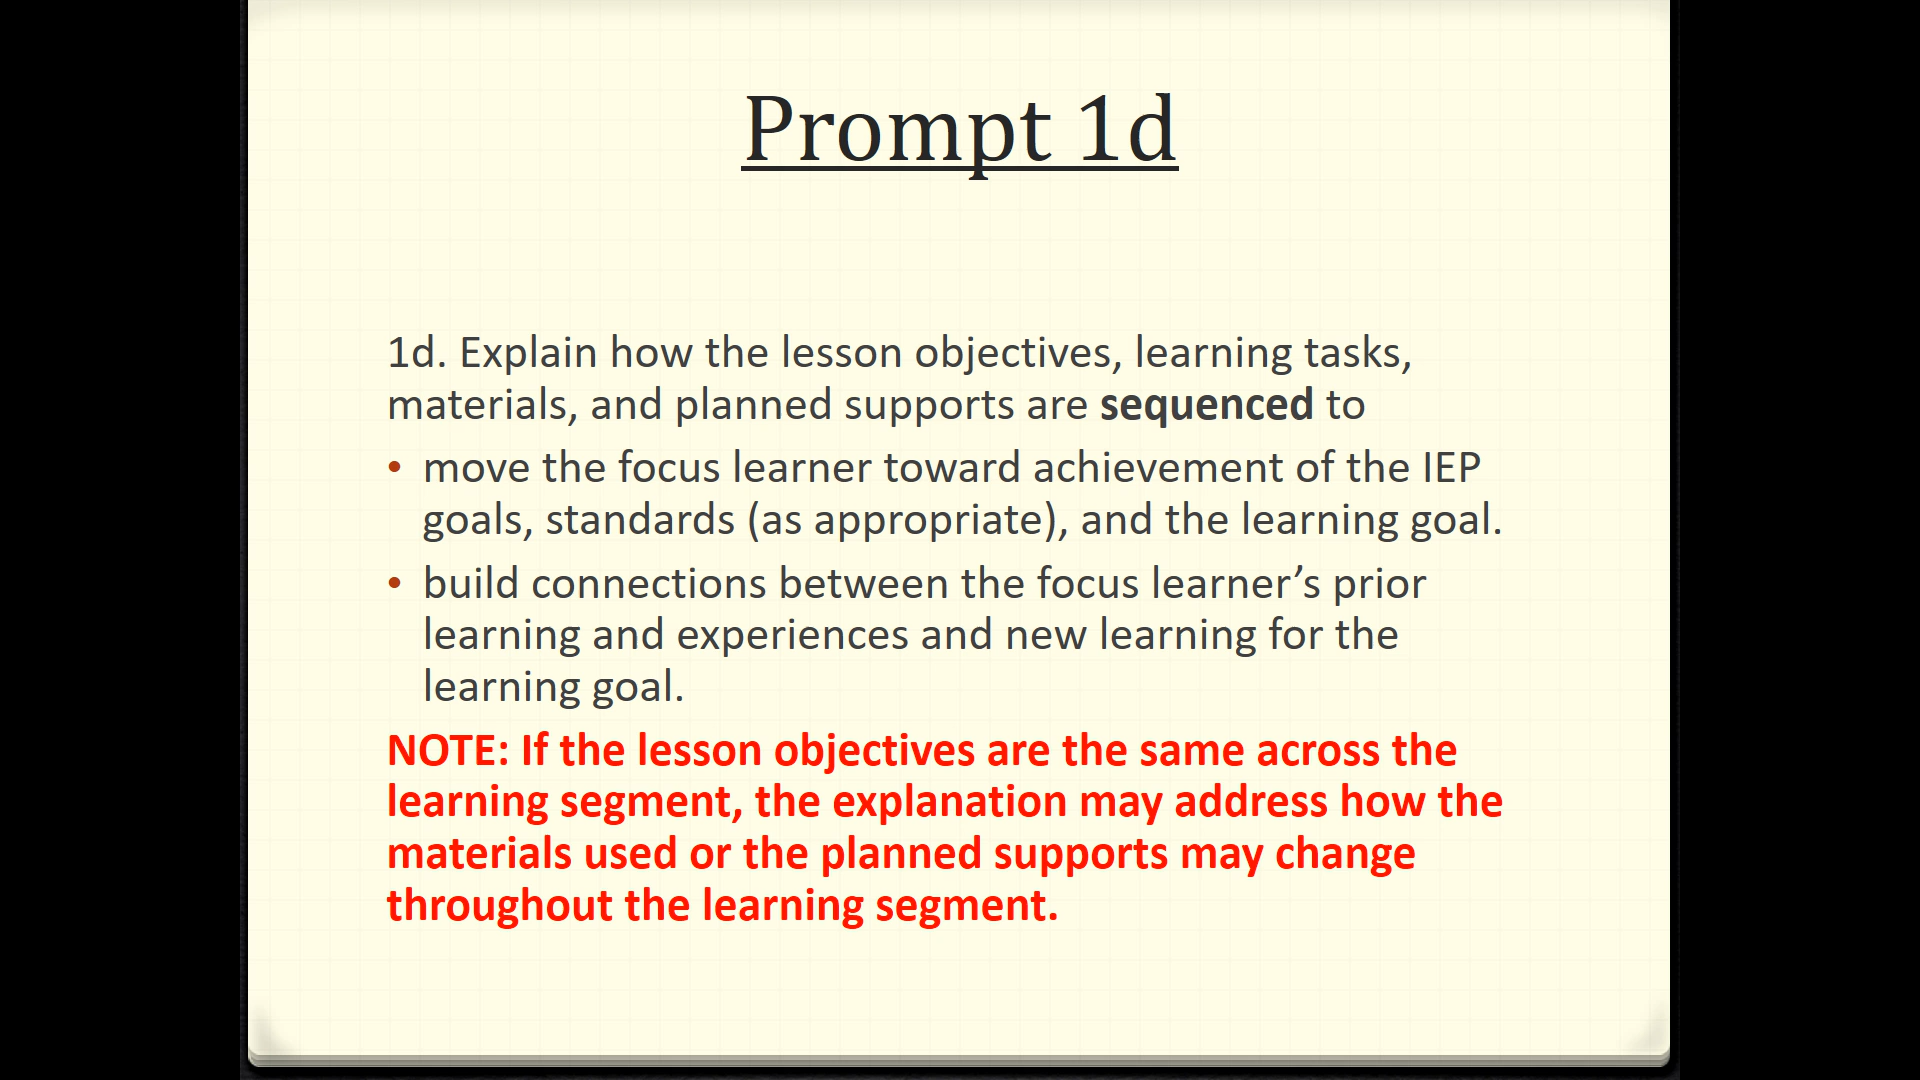 Prompt 1d
1d. Explain how the lesson objectives, learning tasks,
materials, and planned supports are sequenced to
• move the focus learner toward achievement of the IEP
goals, standards (as appropriate), and the learning goal.
• build connections between the focus learner’s prior
learning and experiences and new learning for the
learning goal.
NOTE: If the lesson objectives are the same across the
learning segment, the explanation may address how the
materials used or the planned supports may change
throughout the learning segment.